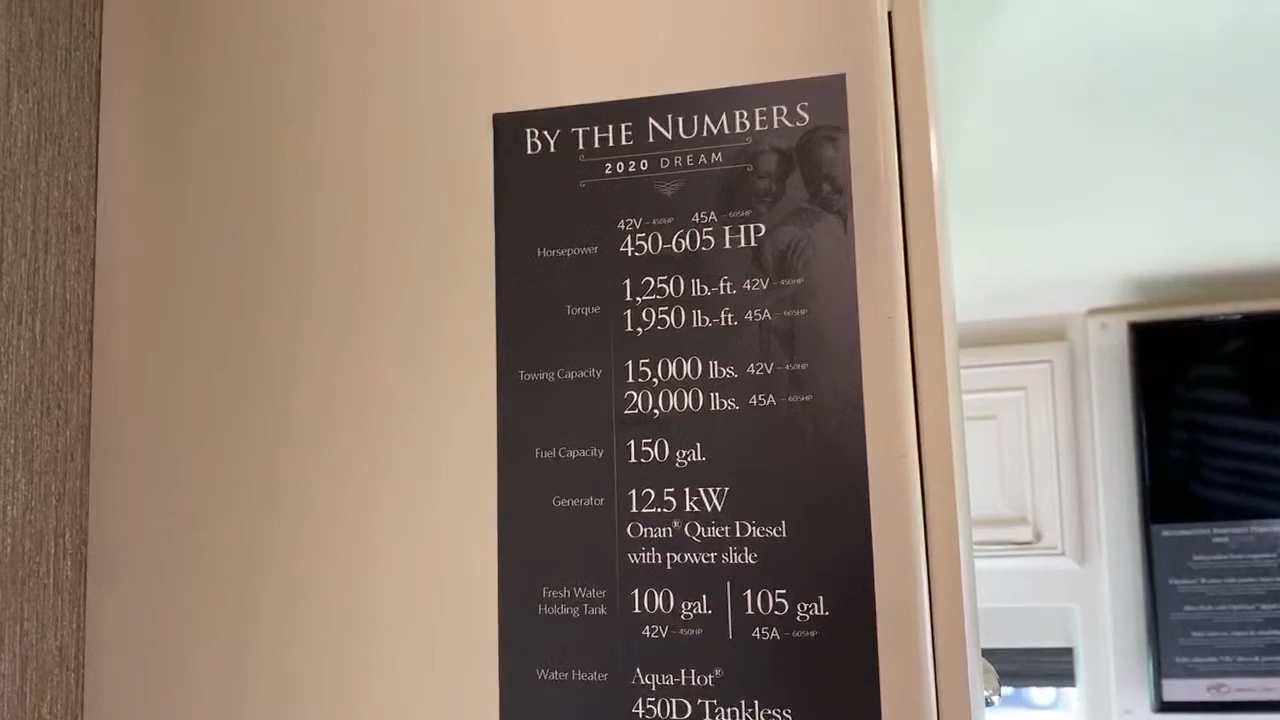 BY THE NUMBERS
2020 DREAM
42V - 450HP 45A - 605HP
Horsepower 450-605 HP
1,250 lb.-ft. 42V - 450HP
Torque
1,950 lb.-ft. 45A - 605HP
Towing Capacity 15,000 lbs. 42V - 450HP
20,000 lbs. 45A - 605HP
Fuel Capacity 150 gal.
Generator 12.5 kW
Onan® Quiet Diesel
with power slide
Fresh Water
Holding Tank 100 gal. 105 gal.
42V - 450HP 45A - 605HP
Water Heater Aqua-Hot®
450D Tankless